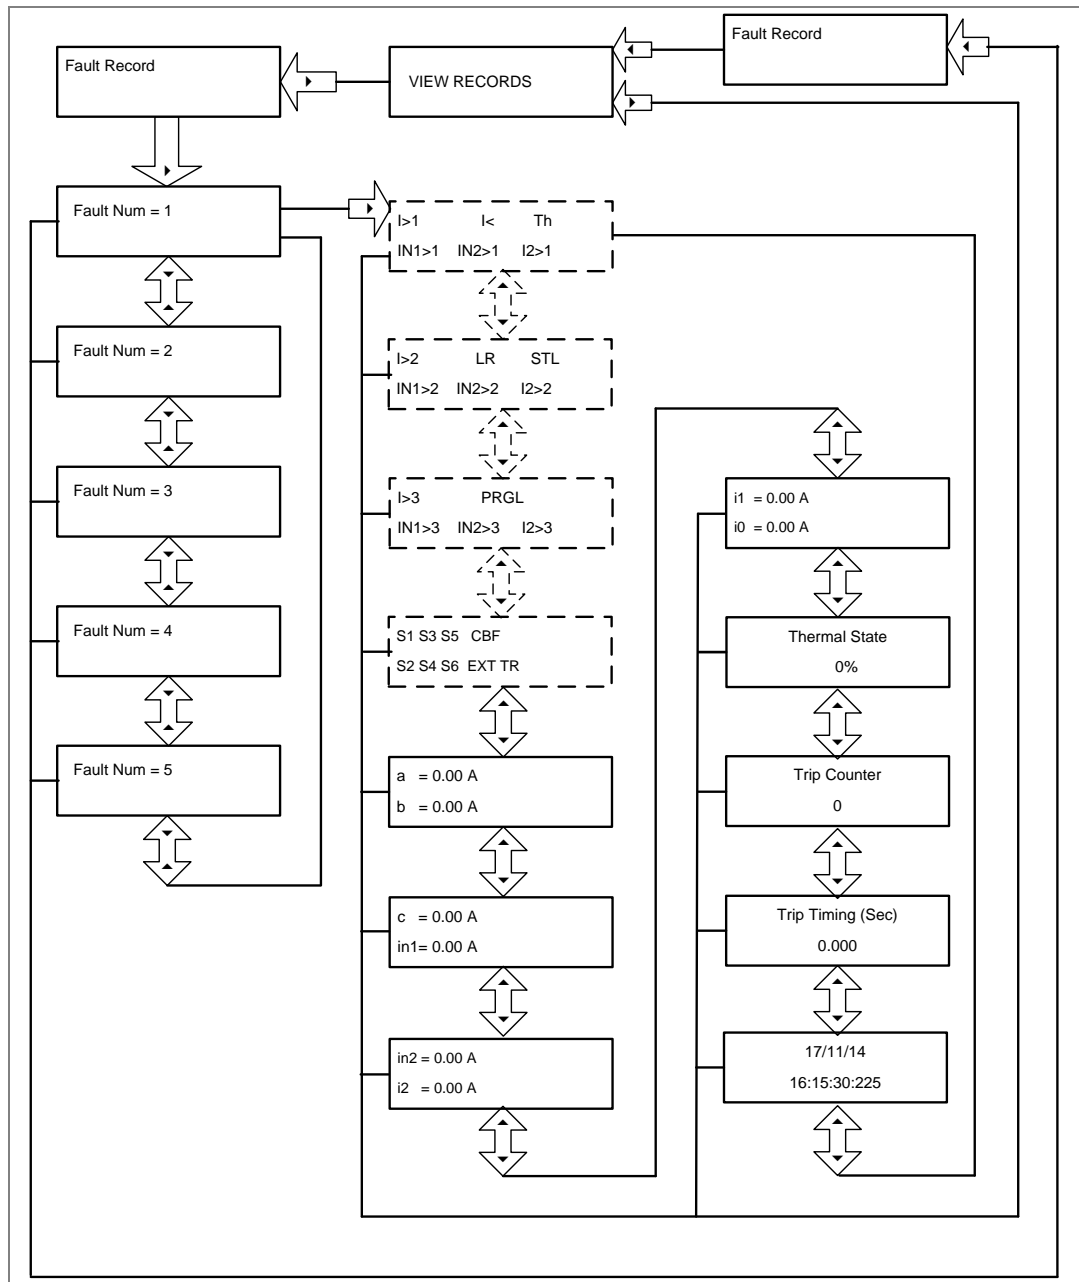 Fault Record
VIEW RECORDS
Fault Record
Fault Num = 1
Fault Num = 2
Fault Num = 3
Fault Num = 4
Fault Num = 5
I>1 I< Th
IN1>1 IN2>1 I2>1
I>2 LR STL
IN1>2 IN2>2 I2>2
I>3 PRGL
IN1>3 IN2>3 I2>3
S1 S3 S5 CBF
S2 S4 S6 EXT TR
a = 0.00 A
b = 0.00 A
c = 0.00 A
in1= 0.00 A
in2 = 0.00 A
i2 = 0.00 A
i1 = 0.00 A
i0 = 0.00 A
Thermal State
0%
Trip Counter
0
Trip Timing (Sec)
0.000
17/11/14
16:15:30:225